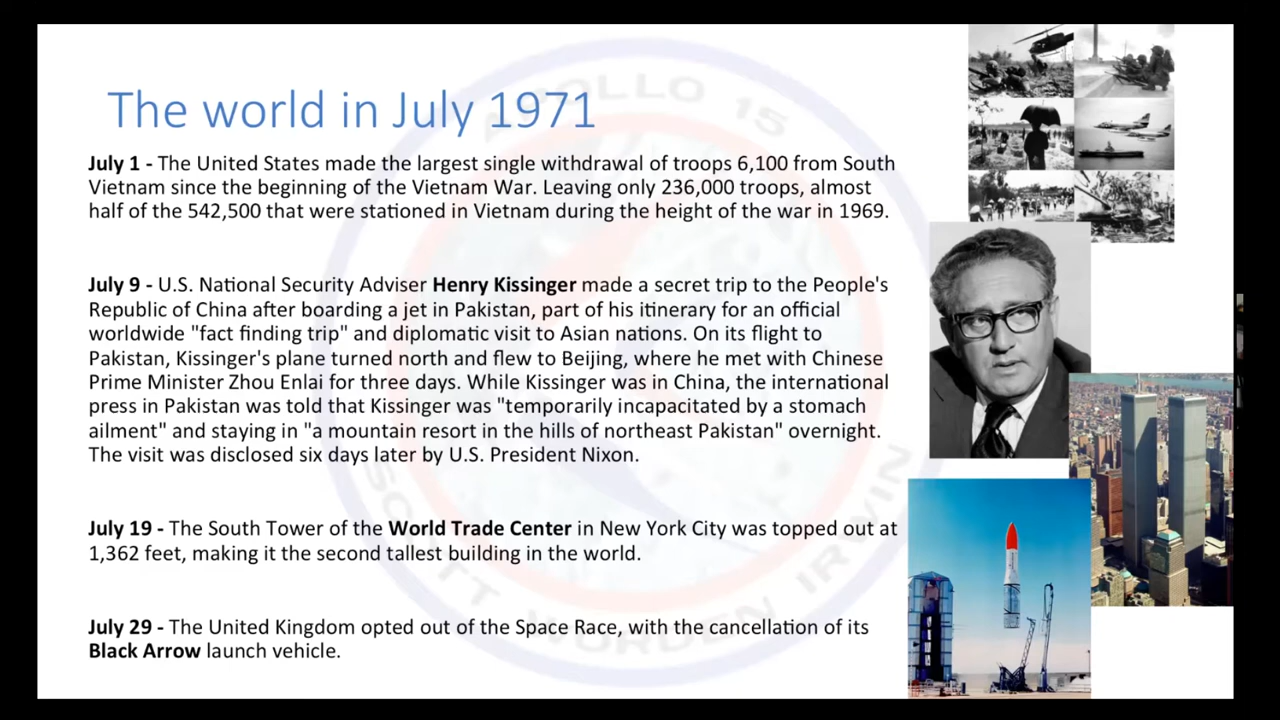 APOLLO 15
The world in July 1971
July 1 - The United States made the largest single withdrawal of troops 6,100 from South
Vietnam since the beginning of the Vietnam War. Leaving only 236,000 troops, almost
half of the 542,500 that were stationed in Vietnam during the height of the war in 1969.
July 9 - U.S. National Security Adviser Henry Kissinger made a secret trip to the People's
Republic of China after boarding a jet in Pakistan, part of his itinerary for an official
worldwide "fact finding trip" and diplomatic visit to Asian nations. On its flight to
Pakistan, Kissinger's plane turned north and flew to Beijing, where he met with Chinese
Prime Minister Zhou Enlai for three days. While Kissinger was in China, the international
press in Pakistan was told that Kissinger was "temporarily incapacitated by a stomach
ailment" and staying in "a mountain resort in the hills of northeast Pakistan" overnight.
The visit was disclosed six days later by U.S. President Nixon.
July 19 - The South Tower of the World Trade Center in New York City was topped out at
1,362 feet, making it the second tallest building in the world.
July 29 - The United Kingdom opted out of the Space Race, with the cancellation of its
Black Arrow launch vehicle.
SCOTT WORDEN IRWIN